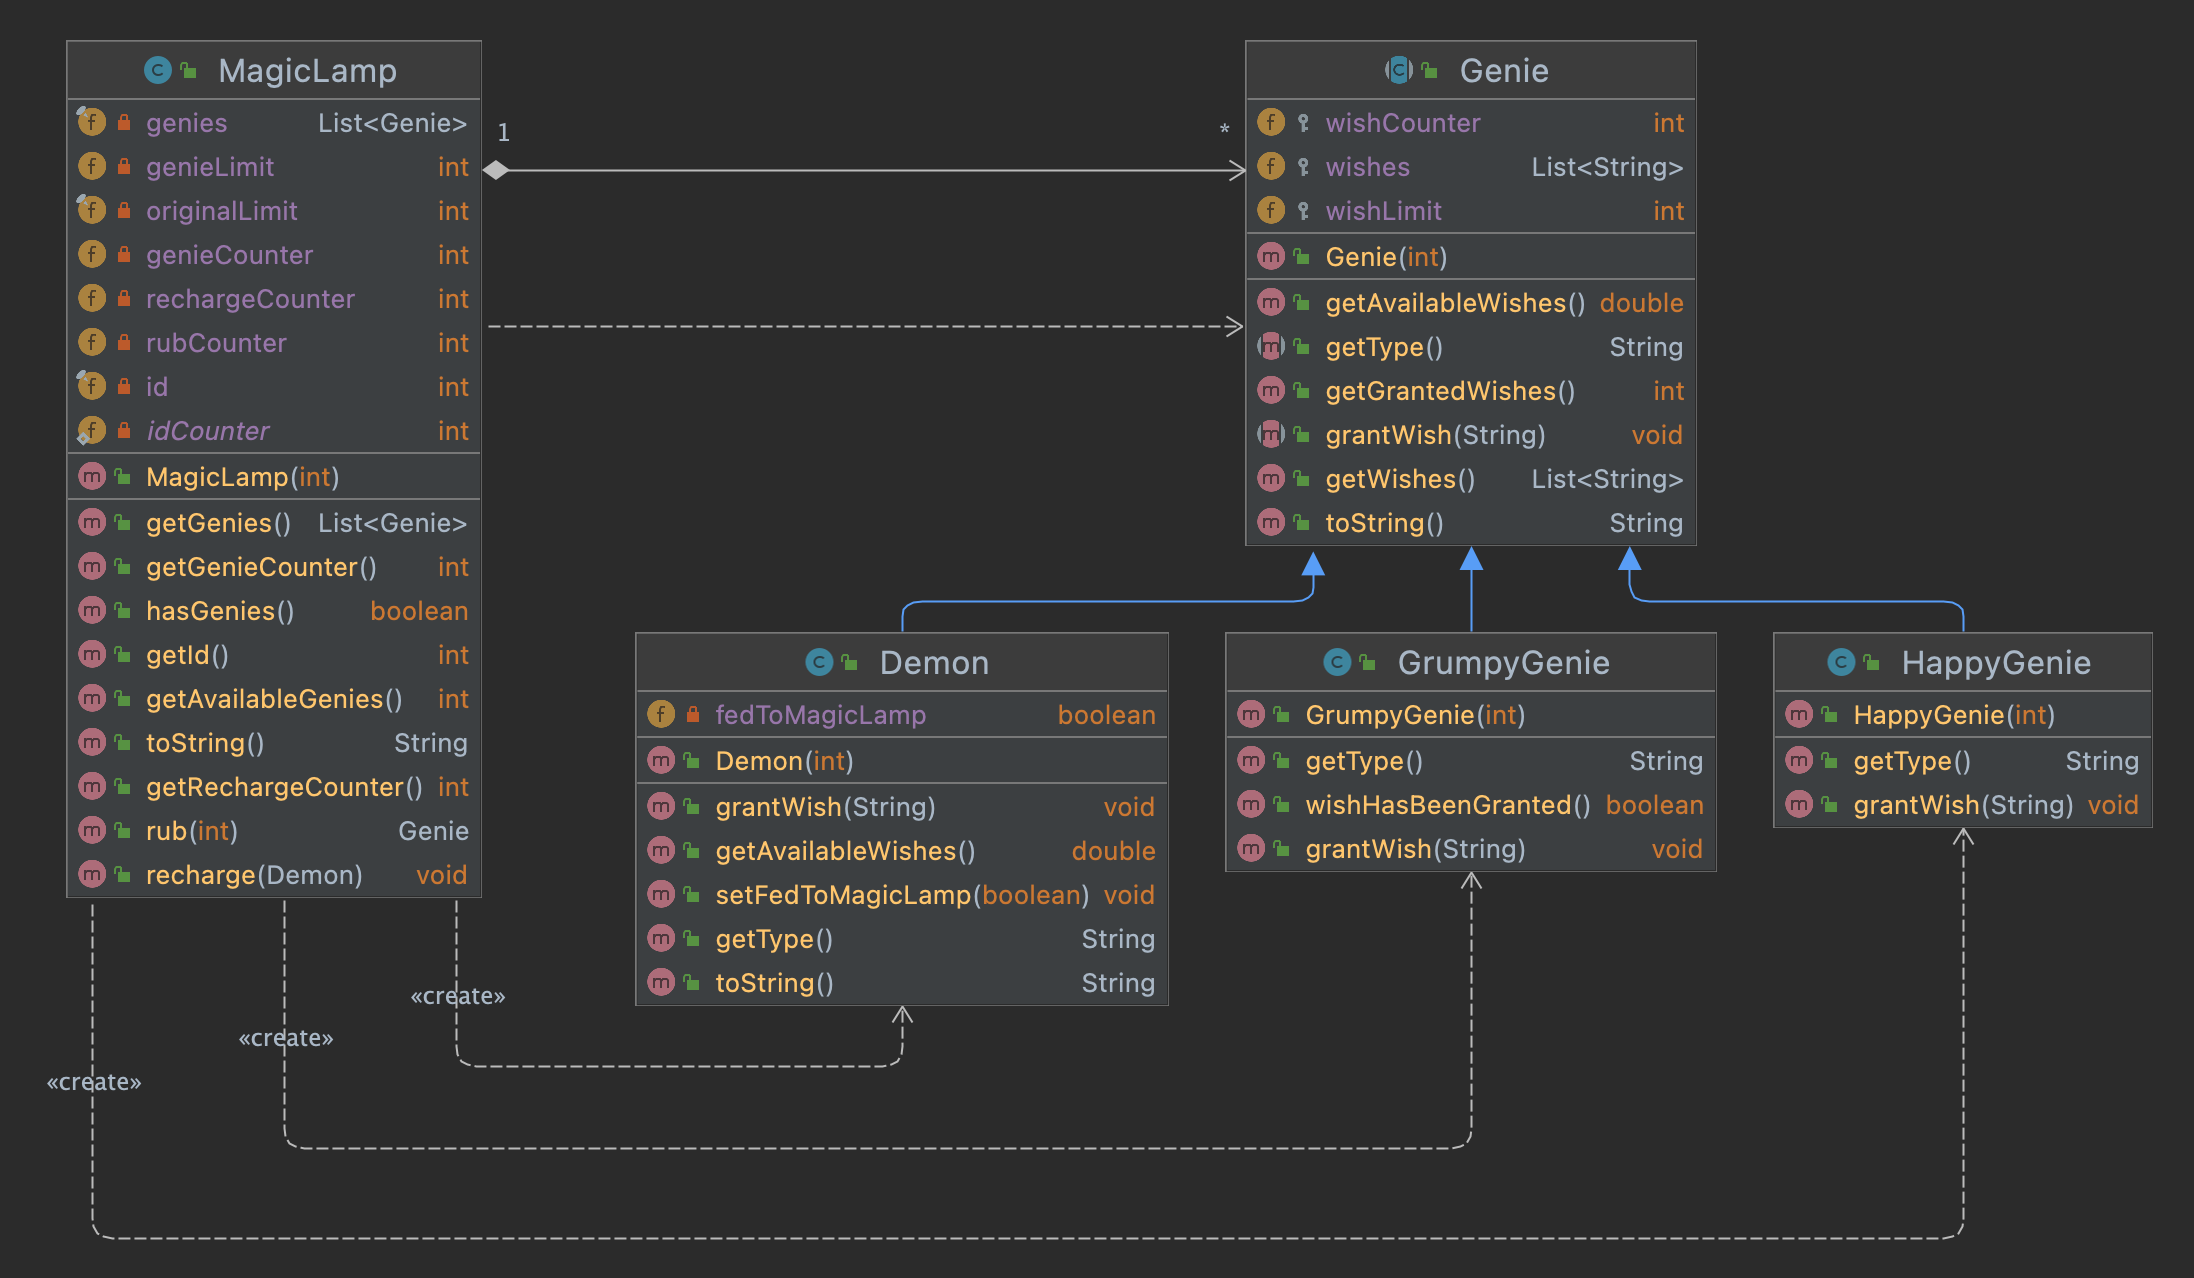 MagicLamp
genies List<Genie>
genieLimit int
originalLimit int
genieCounter int
rechargeCounter int
rubCounter int
id int
idCounter int
MagicLamp(int)
getGenies() List<Genie>
getGenieCounter() int
hasGenies() boolean
getId() int
getAvailableGenies() int
toString() String
getRechargeCounter() int
rub(int) Genie
recharge(Demon) void
1
*
Genie
wishCounter int
wishes List<String>
wishLimit int
Genie(int)
getAvailableWishes() double
getType() String
getGrantedWishes() int
grantWish(String) void
getWishes() List<String>
toString() String
Demon
fedToMagicLamp boolean
Demon(int)
grantWish(String) void
getAvailableWishes() double
setFedToMagicLamp(boolean) void
getType() String
toString() String
GrumpyGenie
GrumpyGenie(int)
getType() String
wishHasBeenGranted() boolean
grantWish(String) void
HappyGenie
HappyGenie(int)
getType() String
grantWish(String) void
«create»
«create»
«create»